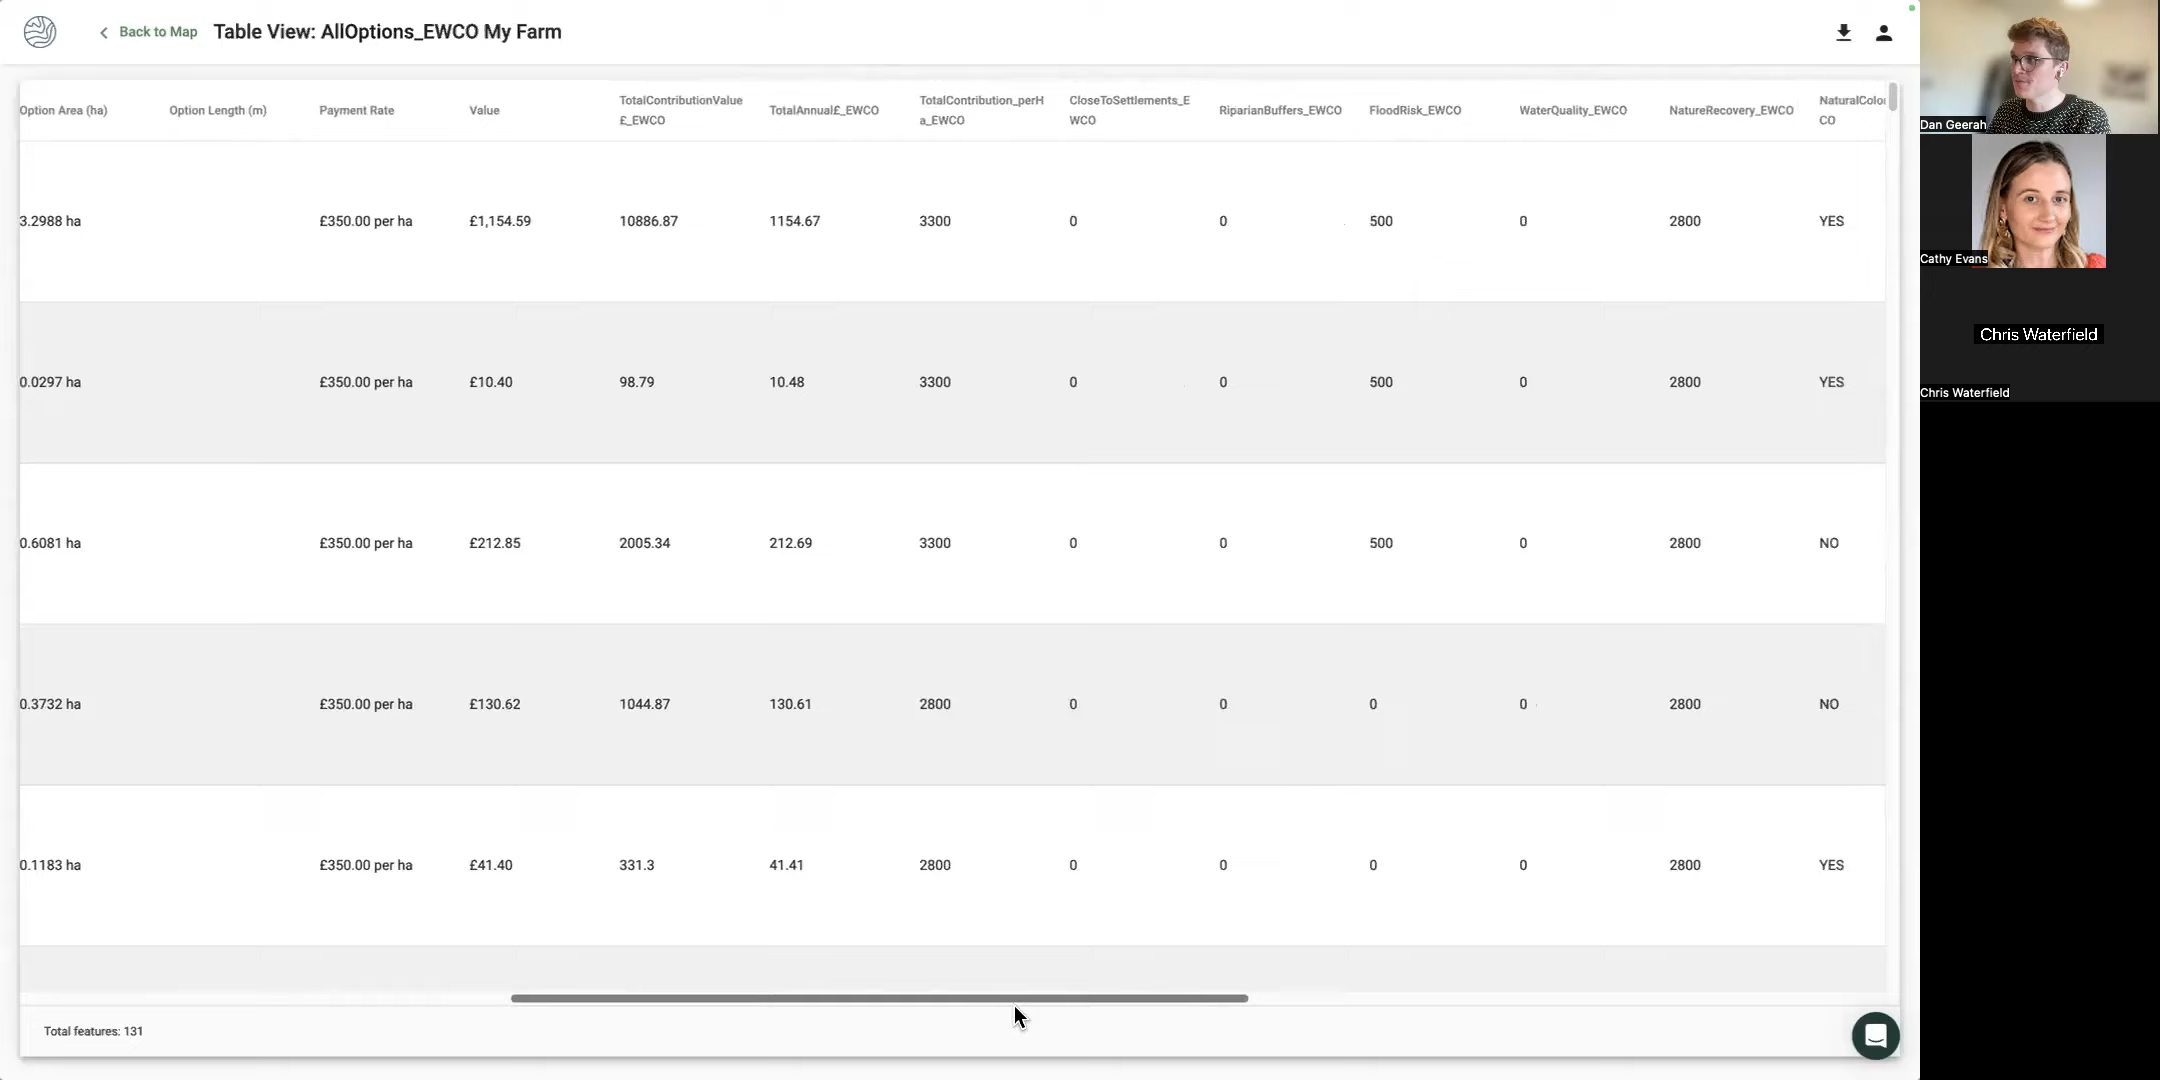 Back to Map Table View: AllOptions_EWCO My Farm
Option Area (ha) Option Length (m) Payment Rate Value TotalContributionValue£_EWCO TotalAnnual£_EWCO TotalContribution_perHa_EWCO CloseToSettlements_EWCO RiparianBuffers_EWCO FloodRisk_EWCO WaterQuality_EWCO NatureRecovery_EWCO NaturalColo CO
3.2988 ha £350.00 per ha £1,154.59 10886.87 1154.67 3300 0 0 500 0 2800 YES
0.0297 ha £350.00 per ha £10.40 98.79 10.48 3300 0 0 500 0 2800 YES
0.6081 ha £350.00 per ha £212.85 2005.34 212.69 3300 0 0 500 0 2800 NO
0.3732 ha £350.00 per ha £130.62 1044.87 130.61 2800 0 0 0 0 2800 NO
0.1183 ha £350.00 per ha £41.40 331.3 41.41 2800 0 0 0 0 2800 YES
Total features: 131
Dan Geerah
Cathy Evans
Chris Waterfield
Chris Waterfield